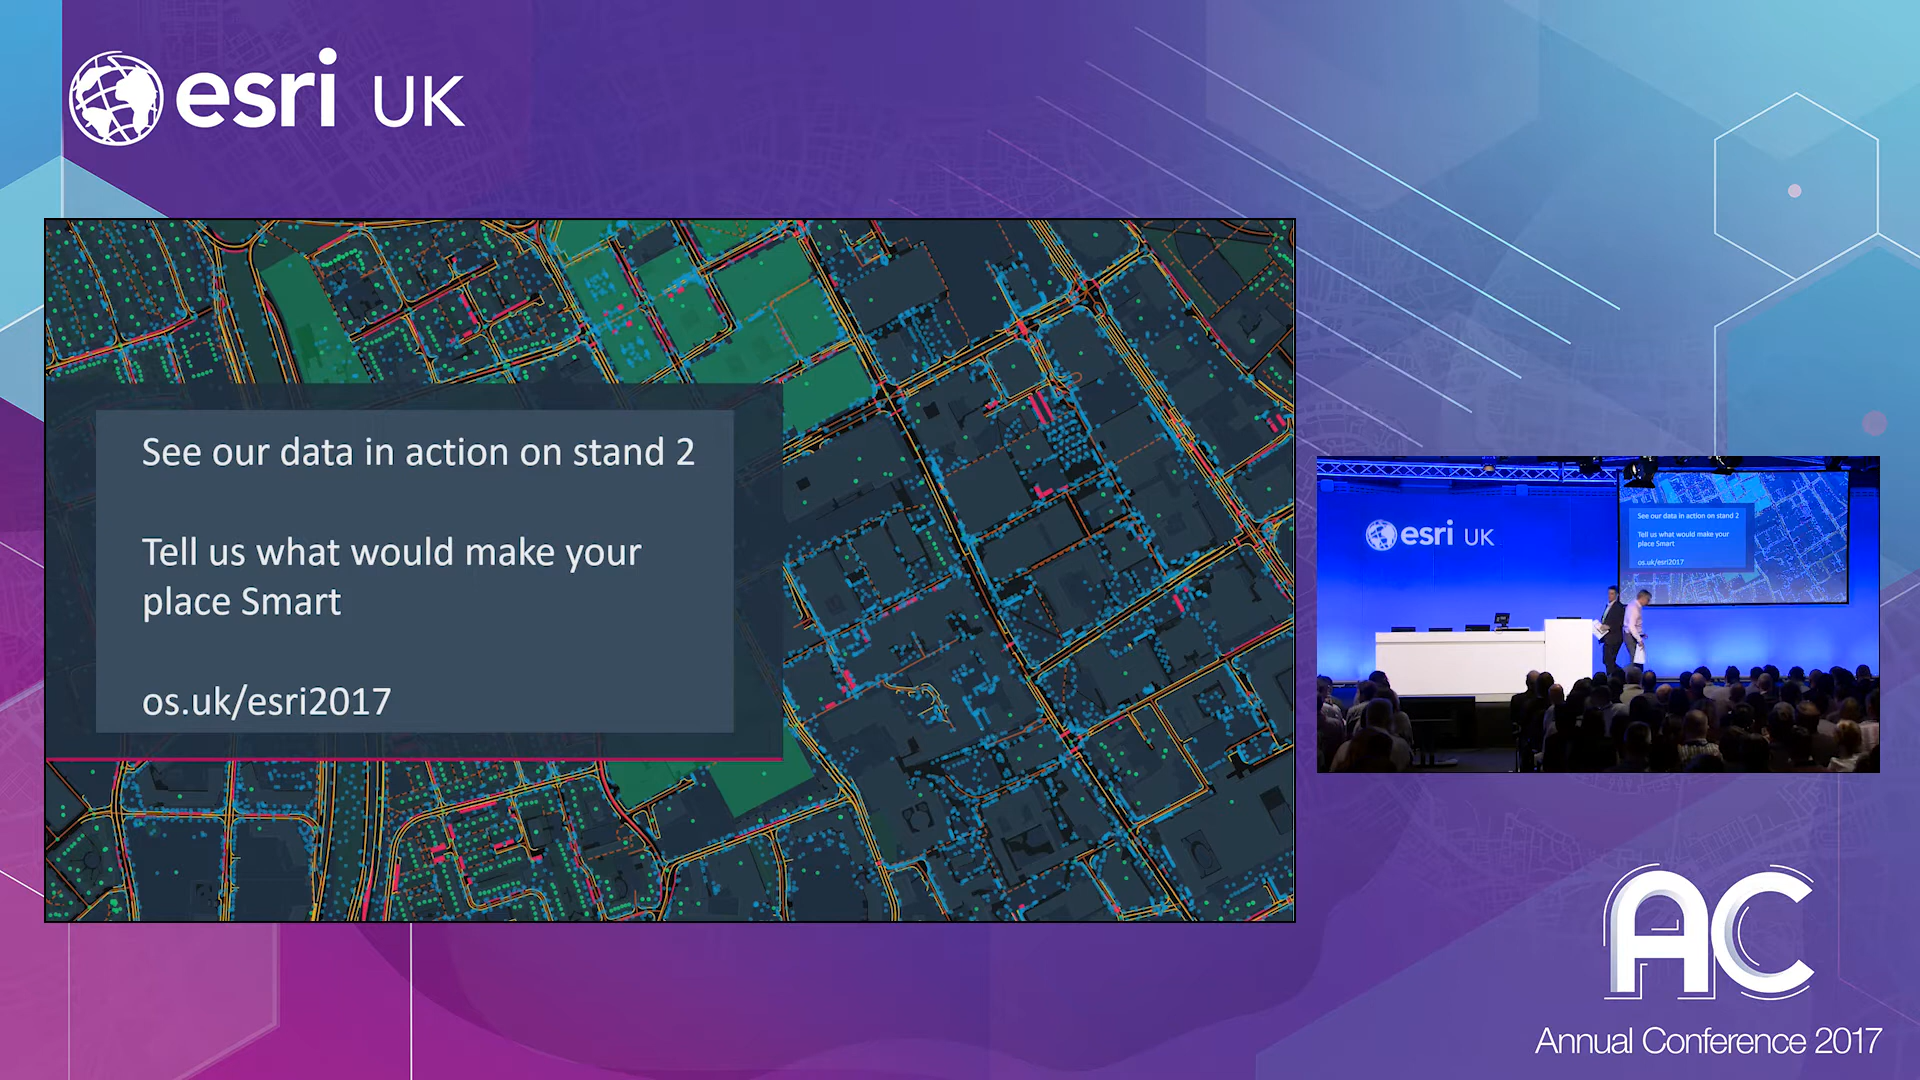 esri UK
See our data in action on stand 2
Tell us what would make your
place Smart
os.uk/esri2017
esri UK
See our data in action on stand 2
Tell us what would make your
place Smart
os.uk/esri2017
AC
Annual Conference 2017